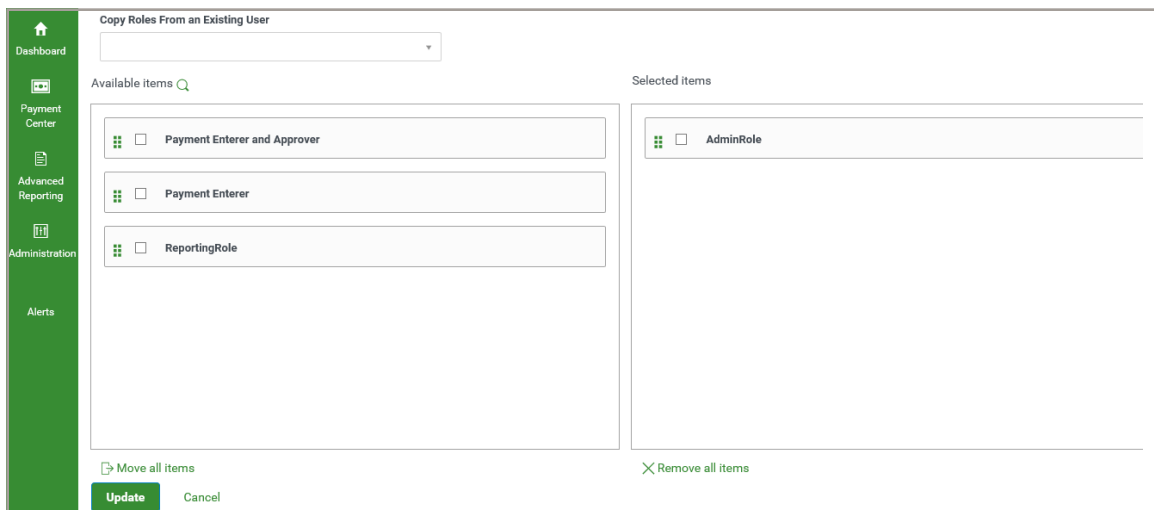 Dashboard
Payment
Center
Advanced
Reporting
Administration
Alerts
Copy Roles From an Existing User
Available items
Payment Enterer and Approver
Payment Enterer
ReportingRole
Move all items
Update
Cancel
Selected items
AdminRole
Remove all items